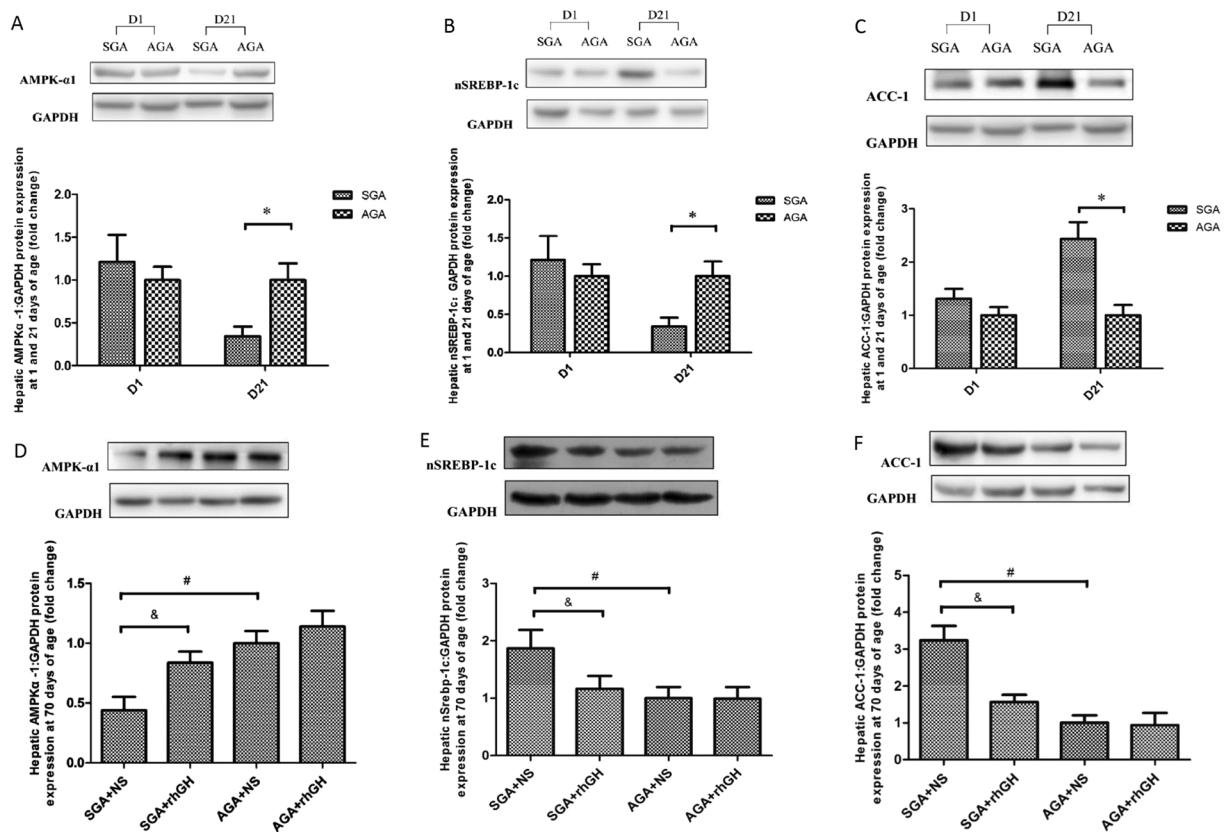 A
D1 D21
SGA AGA SGA AGA
AMPK-α1
GAPDH
Hepatic AMPKα -1:GAPDH protein expression
at 1 and 21 days of age (fold change)
2.0
1.5
1.0
0.5
0.0
*
SGA
AGA
D1 D21
B
D1 D21
SGA AGA SGA AGA
nSREBP-1c
GAPDH
Hepatic nSREBP-1c: GAPDH protein expression
at 1 and 21 days of age (fold change)
2.0
1.5
1.0
0.5
0.0
*
SGA
AGA
D1 D21
C
D1 D21
SGA AGA SGA AGA
ACC-1
GAPDH
Hepatic ACC-1:GAPDH protein expression
at 1 and 21 days of age (fold change)
3
2
1
0
*
SGA
AGA
D1 D21
D
AMPK-α1
GAPDH
Hepatic AMPKα -1:GAPDH protein
expression at 70 days of age (fold change)
1.5
1.0
0.5
0.0
#
&
SGA+NS SGA+rhGH AGA+NS AGA+rhGH
E
nSREBP-1c
GAPDH
Hepatic nSrebp-1c:GAPDH protein
expression at 70 days of age (fold change)
3
2
1
0
#
&
SGA+NS SGA+rhGH AGA+NS AGA+rhGH
F
ACC-1
GAPDH
Hepatic ACC-1:GAPDH protein
expression at 70 days of age (fold change)
5
4
3
2
1
0
#
&
SGA+NS SGA+rhGH AGA+NS AGA+rhGH